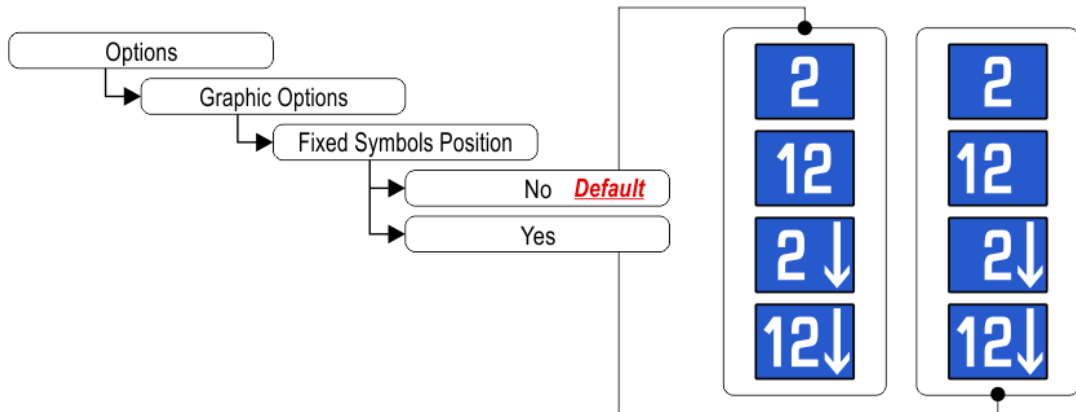 Options
Graphic Options
Fixed Symbols Position
No Default
Yes
2
12
2↓
12↓
2
12
2↓
12↓